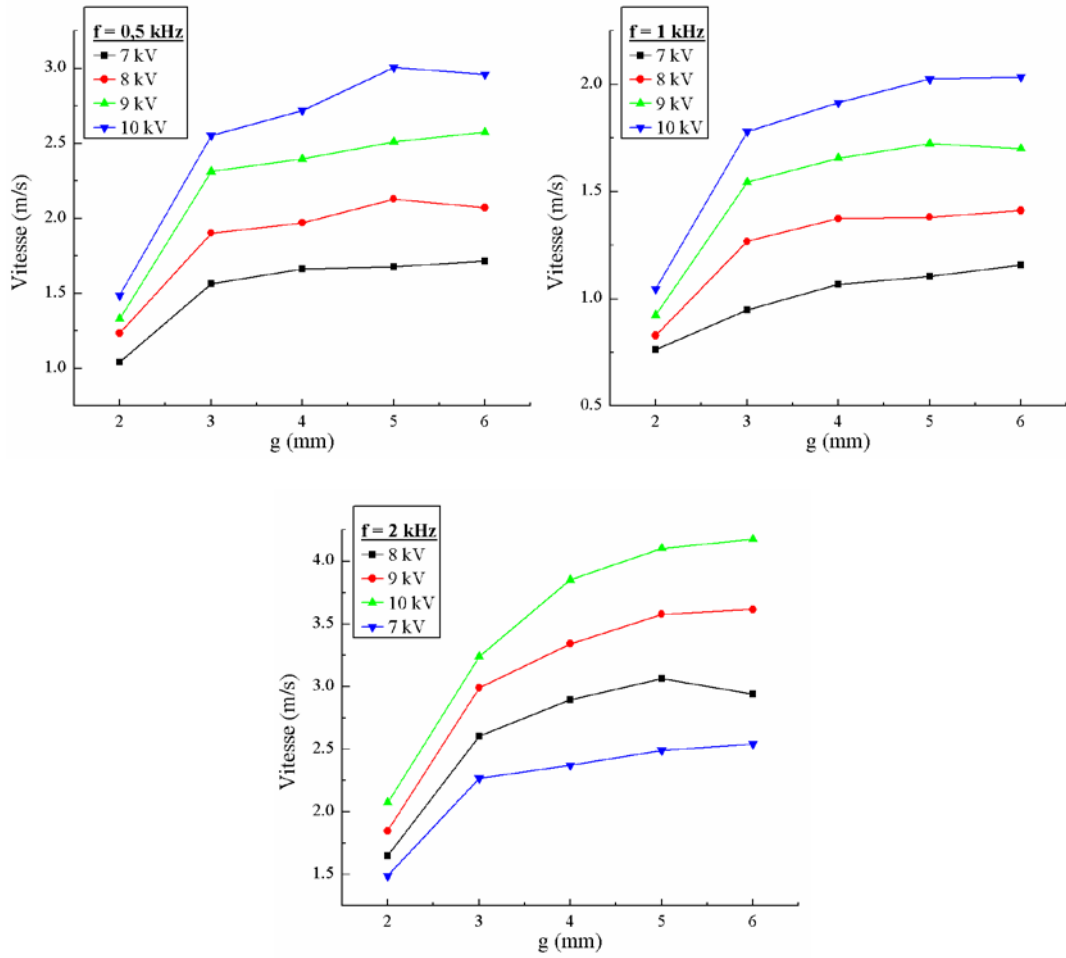 f = 0,5 kHz
7 kV
8 kV
9 kV
10 kV
3.0
2.5
2.0
1.5
1.0
Vitesse (m/s)
2 3 4 5 6
g (mm)
f = 1 kHz
7 kV
8 kV
9 kV
10 kV
2.0
1.5
1.0
0.5
Vitesse (m/s)
2 3 4 5 6
g (mm)
f = 2 kHz
8 kV
9 kV
10 kV
7 kV
4.0
3.5
3.0
2.5
2.0
1.5
Vitesse (m/s)
2 3 4 5 6
g (mm)